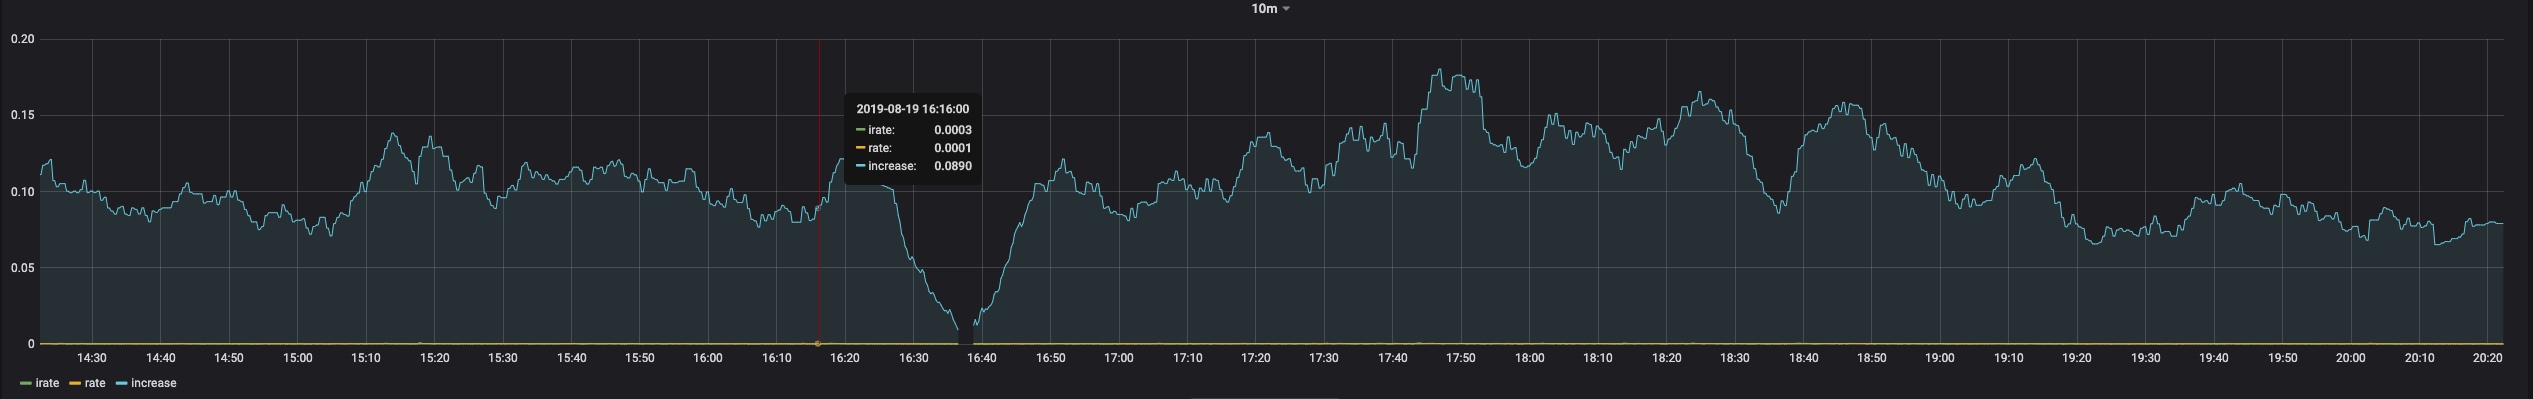 10m
0.20
0.15
0.10
0.05
0
2019-08-19 16:16:00
irate: 0.0003
rate: 0.0001
increase: 0.0890
14:30 14:40 14:50 15:00 15:10 15:20 15:30 15:40 15:50 16:00 16:10 16:20 16:30 16:40 16:50 17:00 17:10 17:20 17:30 17:40 17:50 18:00 18:10 18:20 18:30 18:40 18:50 19:00 19:10 19:20 19:30 19:40 19:50 20:00 20:10 20:20
irate rate increase